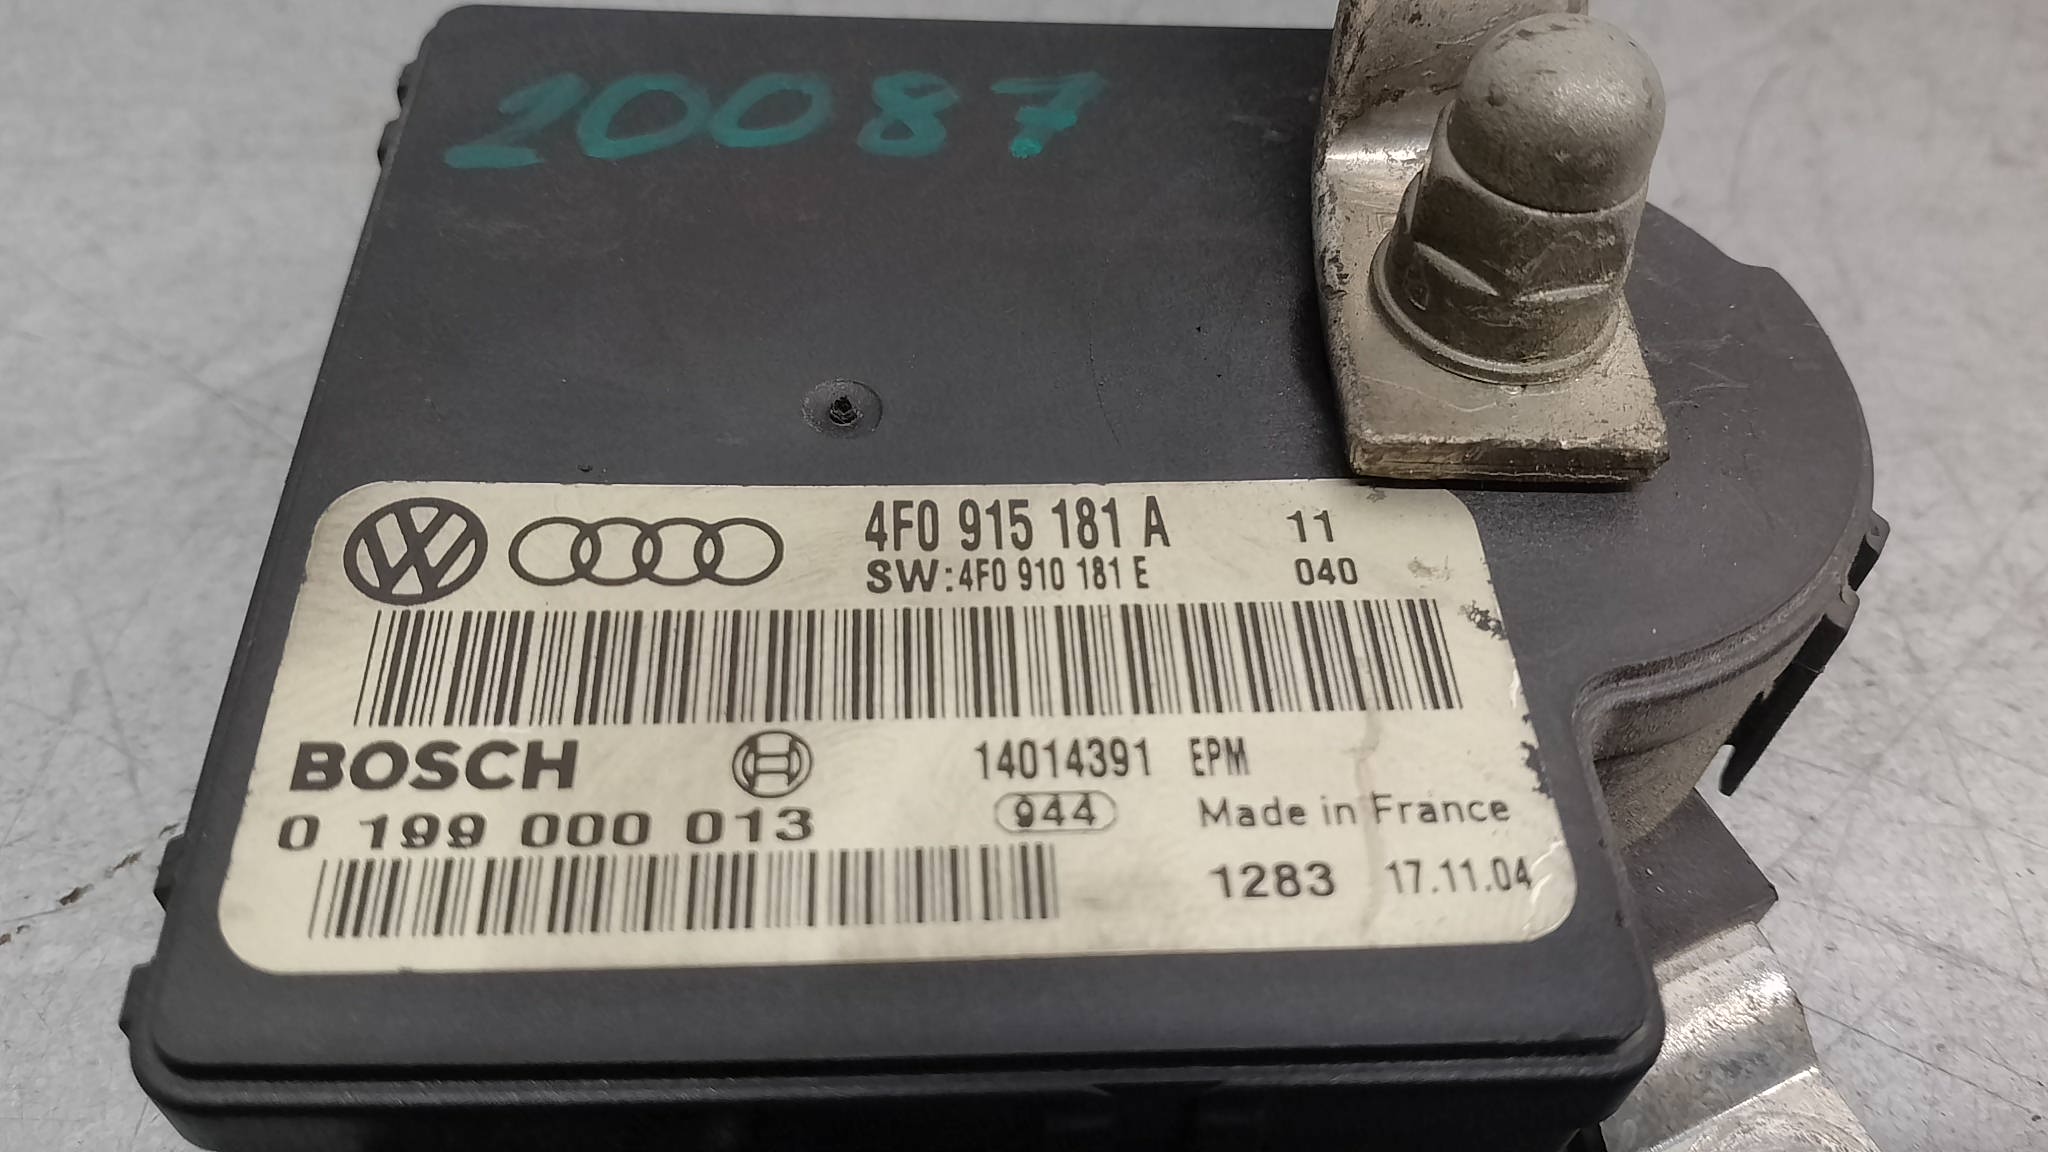 20087
4F0 915 181 A 11
SW: 4F0 910 181 E 040
BOSCH 14014391 EPM
0 199 000 013 944 Made in France
1283 17.11.04